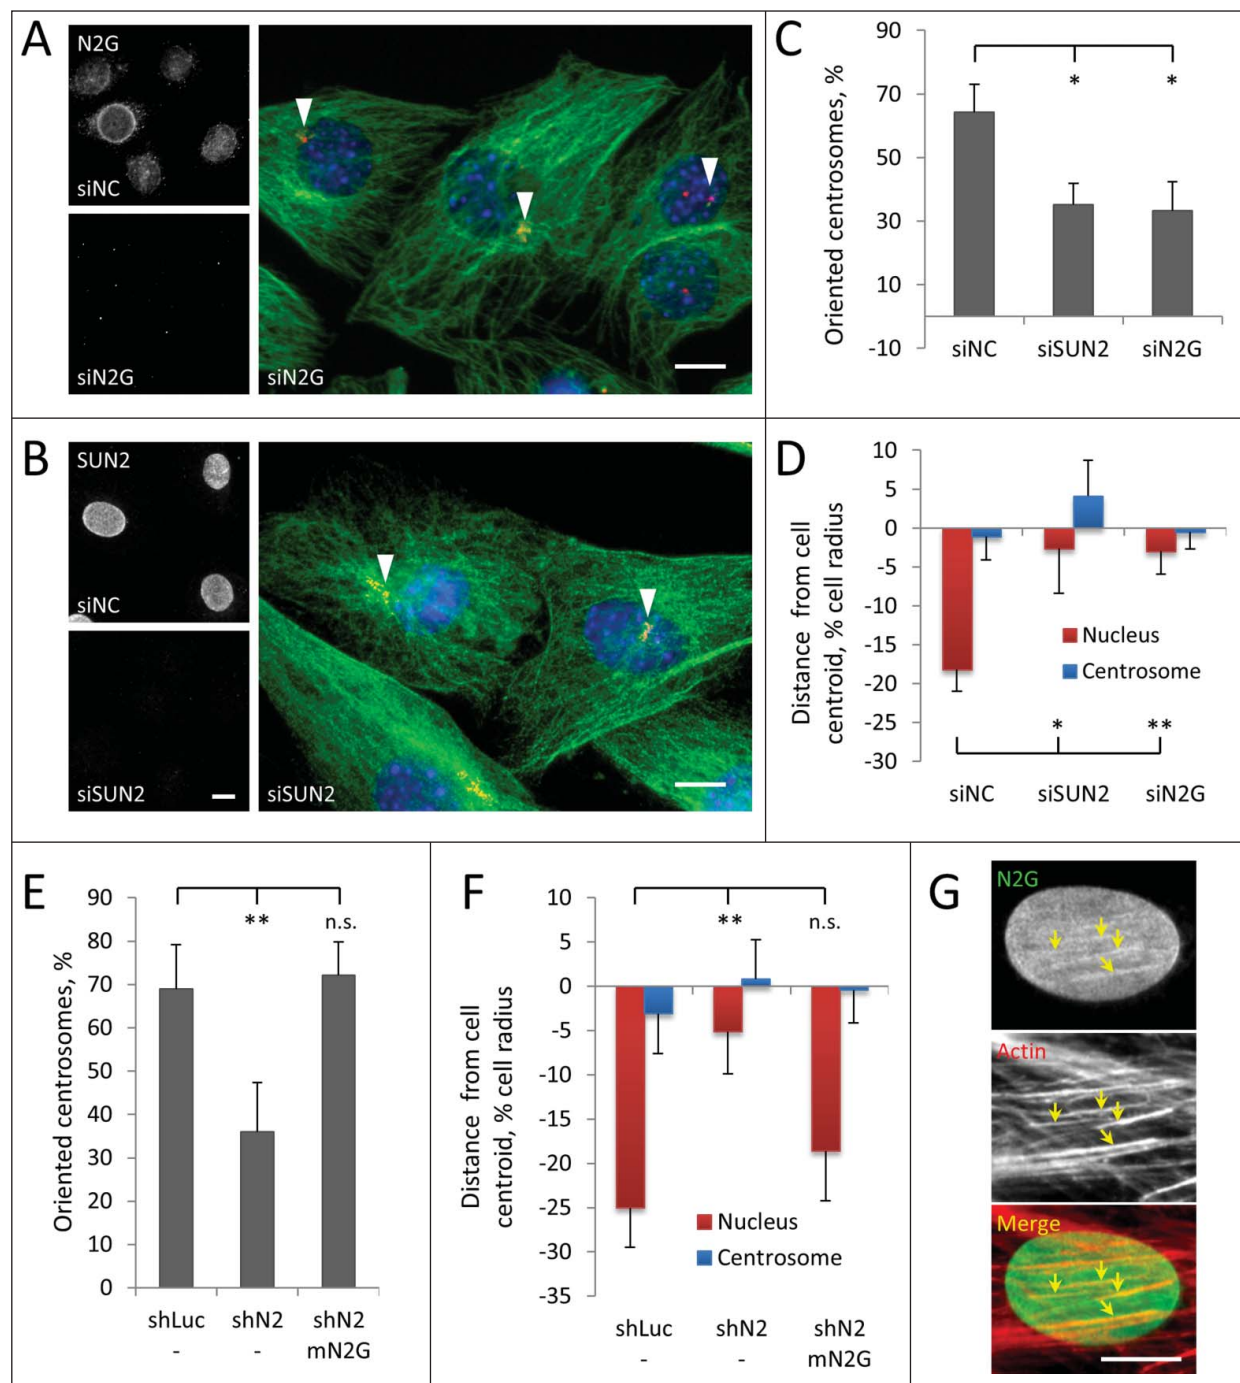 A
N2G
siNC
siN2G
siN2G
C
Oriented centrosomes, %
90
70
50
30
10
-10
*
*
siNC
siSUN2
siN2G
B
SUN2
siNC
siSUN2
siSUN2
D
Distance from cell
centroid, % cell radius
10
5
0
-5
-10
-15
-20
-25
-30
Nucleus
Centrosome
*
**
siNC
siSUN2
siN2G
E
Oriented centrosomes, %
90
80
70
60
50
40
30
20
10
0
**
n.s.
shLuc
-
shN2
-
shN2
mN2G
F
Distance from cell
centroid, % cell radius
10
5
0
-5
-10
-15
-20
-25
-30
-35
**
n.s.
Nucleus
Centrosome
shLuc
-
shN2
-
shN2
mN2G
G
N2G
Actin
Merge